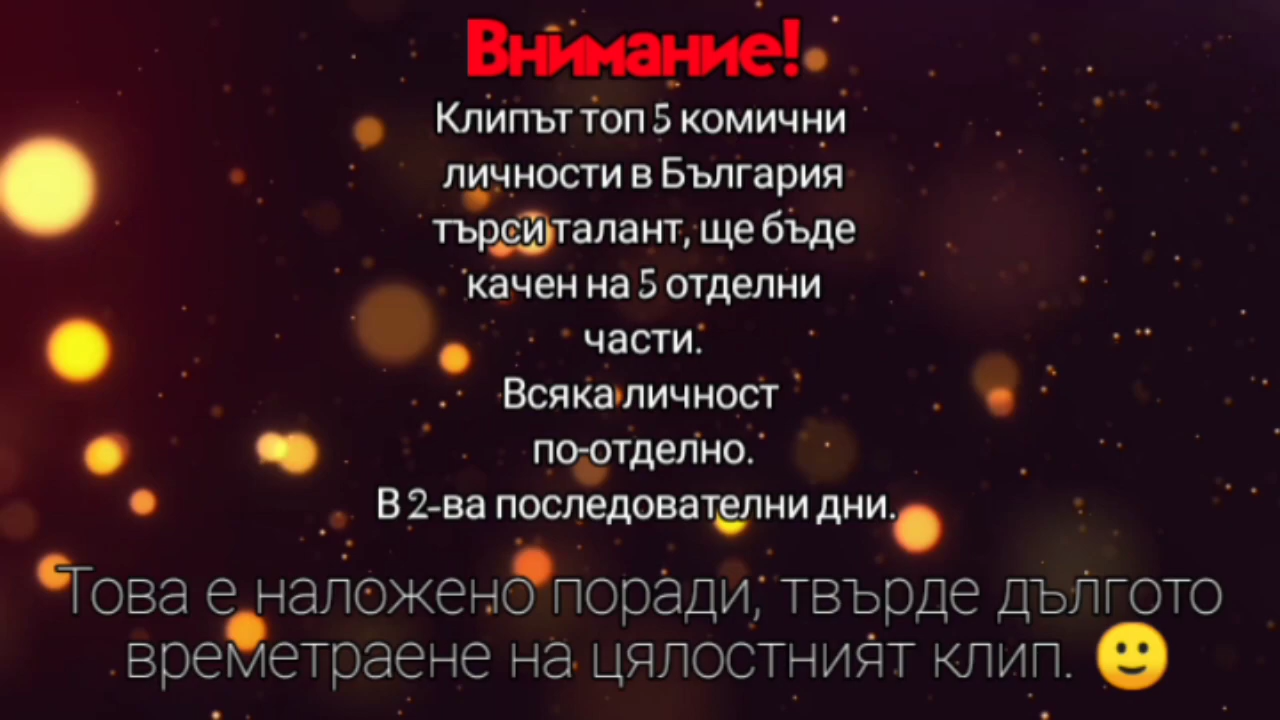 Внимание!
Клипът топ 5 комични
личности в България
търси талант, ще бъде
качен на 5 отделни
части.
Всяка личност
по-отделно.
В 2-ва последователни дни.
Това е наложено поради, твърде дългото
времетраене на цялостният клип. 🙂